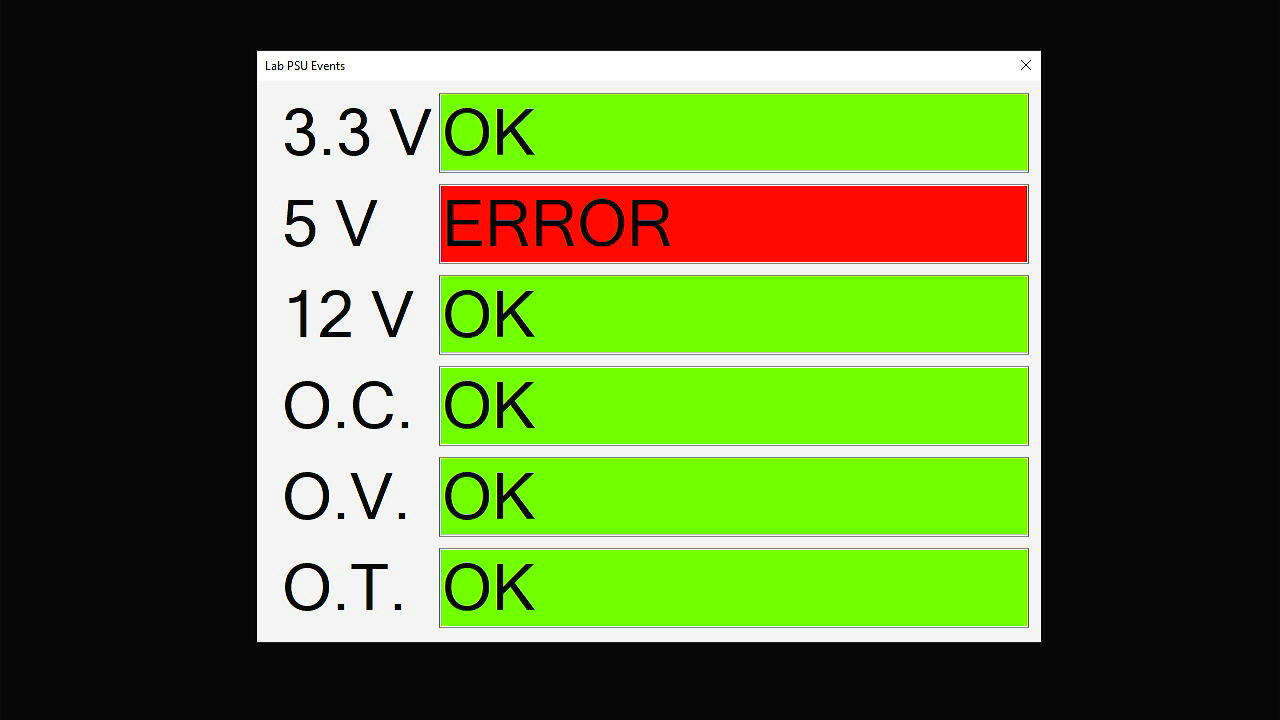 Lab PSU Events
3.3 V OK
5 V ERROR
12 V OK
O.C. OK
O.V. OK
O.T. OK